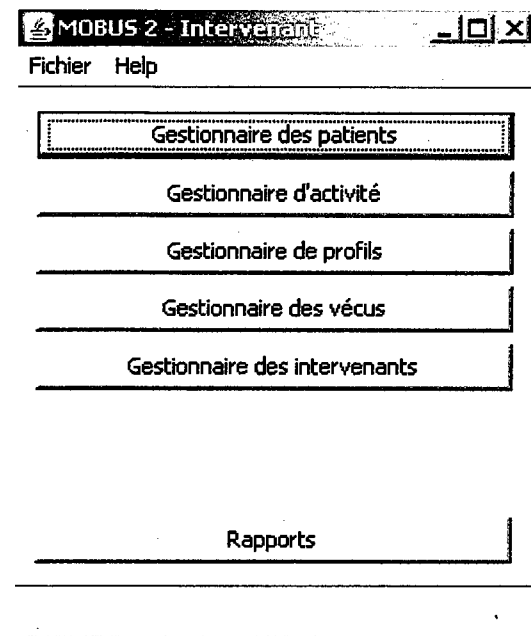 MOBUS 2 - Intervenant
Fichier Help
Gestionnaire des patients
Gestionnaire d'activité
Gestionnaire de profils
Gestionnaire des vécus
Gestionnaire des intervenants
Rapports